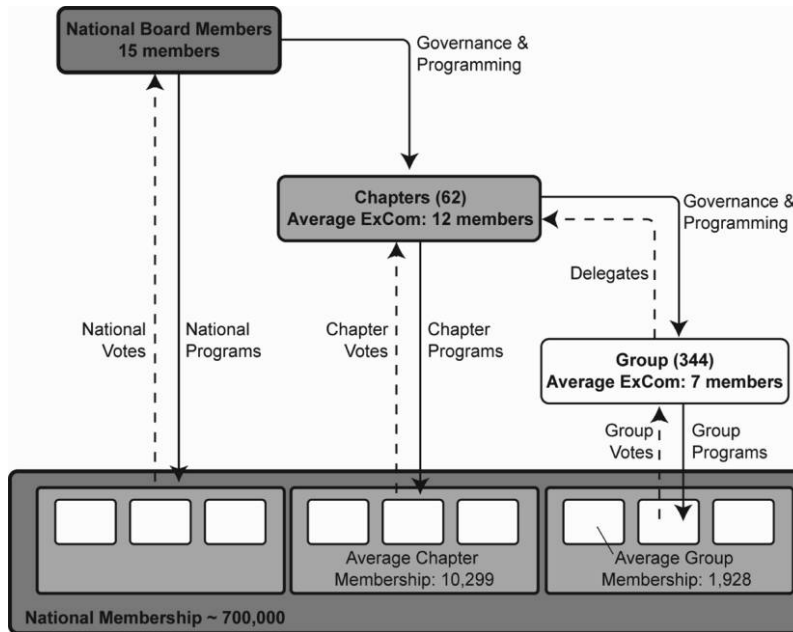 National Board Members
15 members
Governance &
Programming
Chapters (62)
Average ExCom: 12 members
Governance &
Programming
Delegates
National
Votes
National
Programs
Chapter
Votes
Chapter
Programs
Group (344)
Average ExCom: 7 members
Group
Votes
Group
Programs
Average Chapter
Membership: 10,299
Average Group
Membership: 1,928
National Membership ~ 700,000